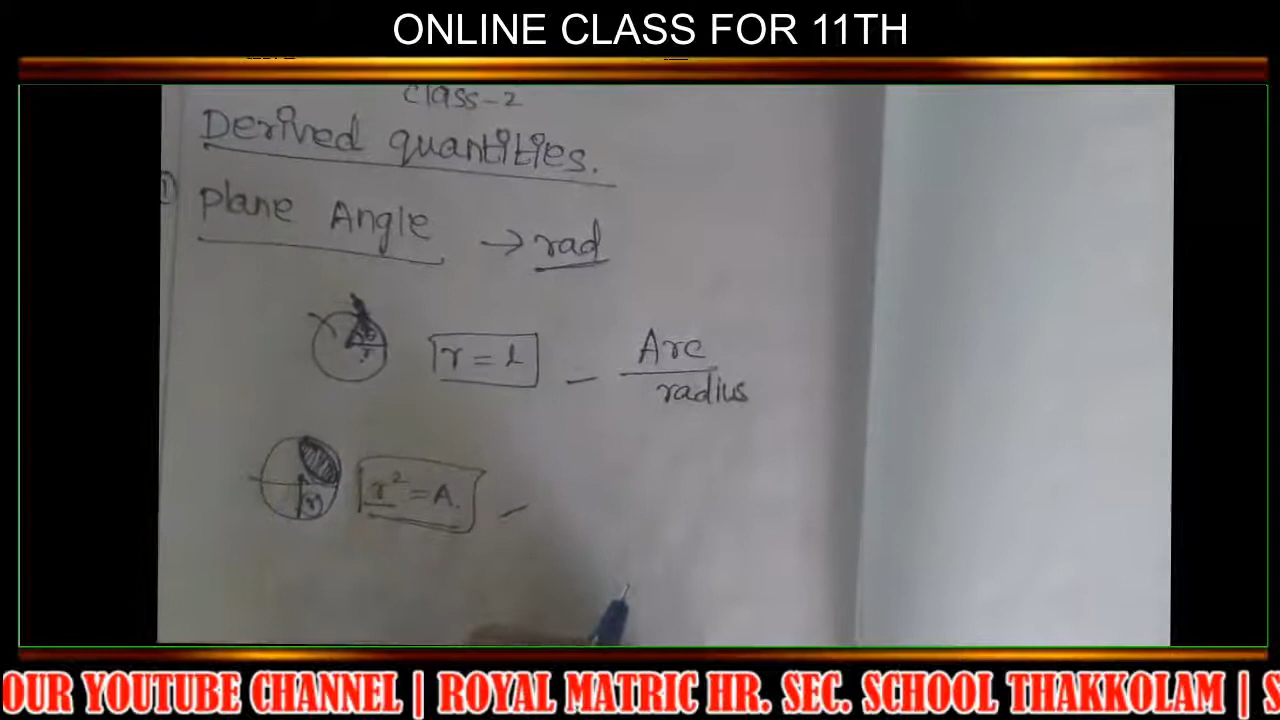 ONLINE CLASS FOR 11TH
class-2
Derived quantities.
① Plane Angle → rad
θ
r
r = l – Arc
radius
r
r² = A. –
OUR YOUTUBE CHANNEL | ROYAL MATRIC HR. SEC. SCHOOL THAKKOLAM | S